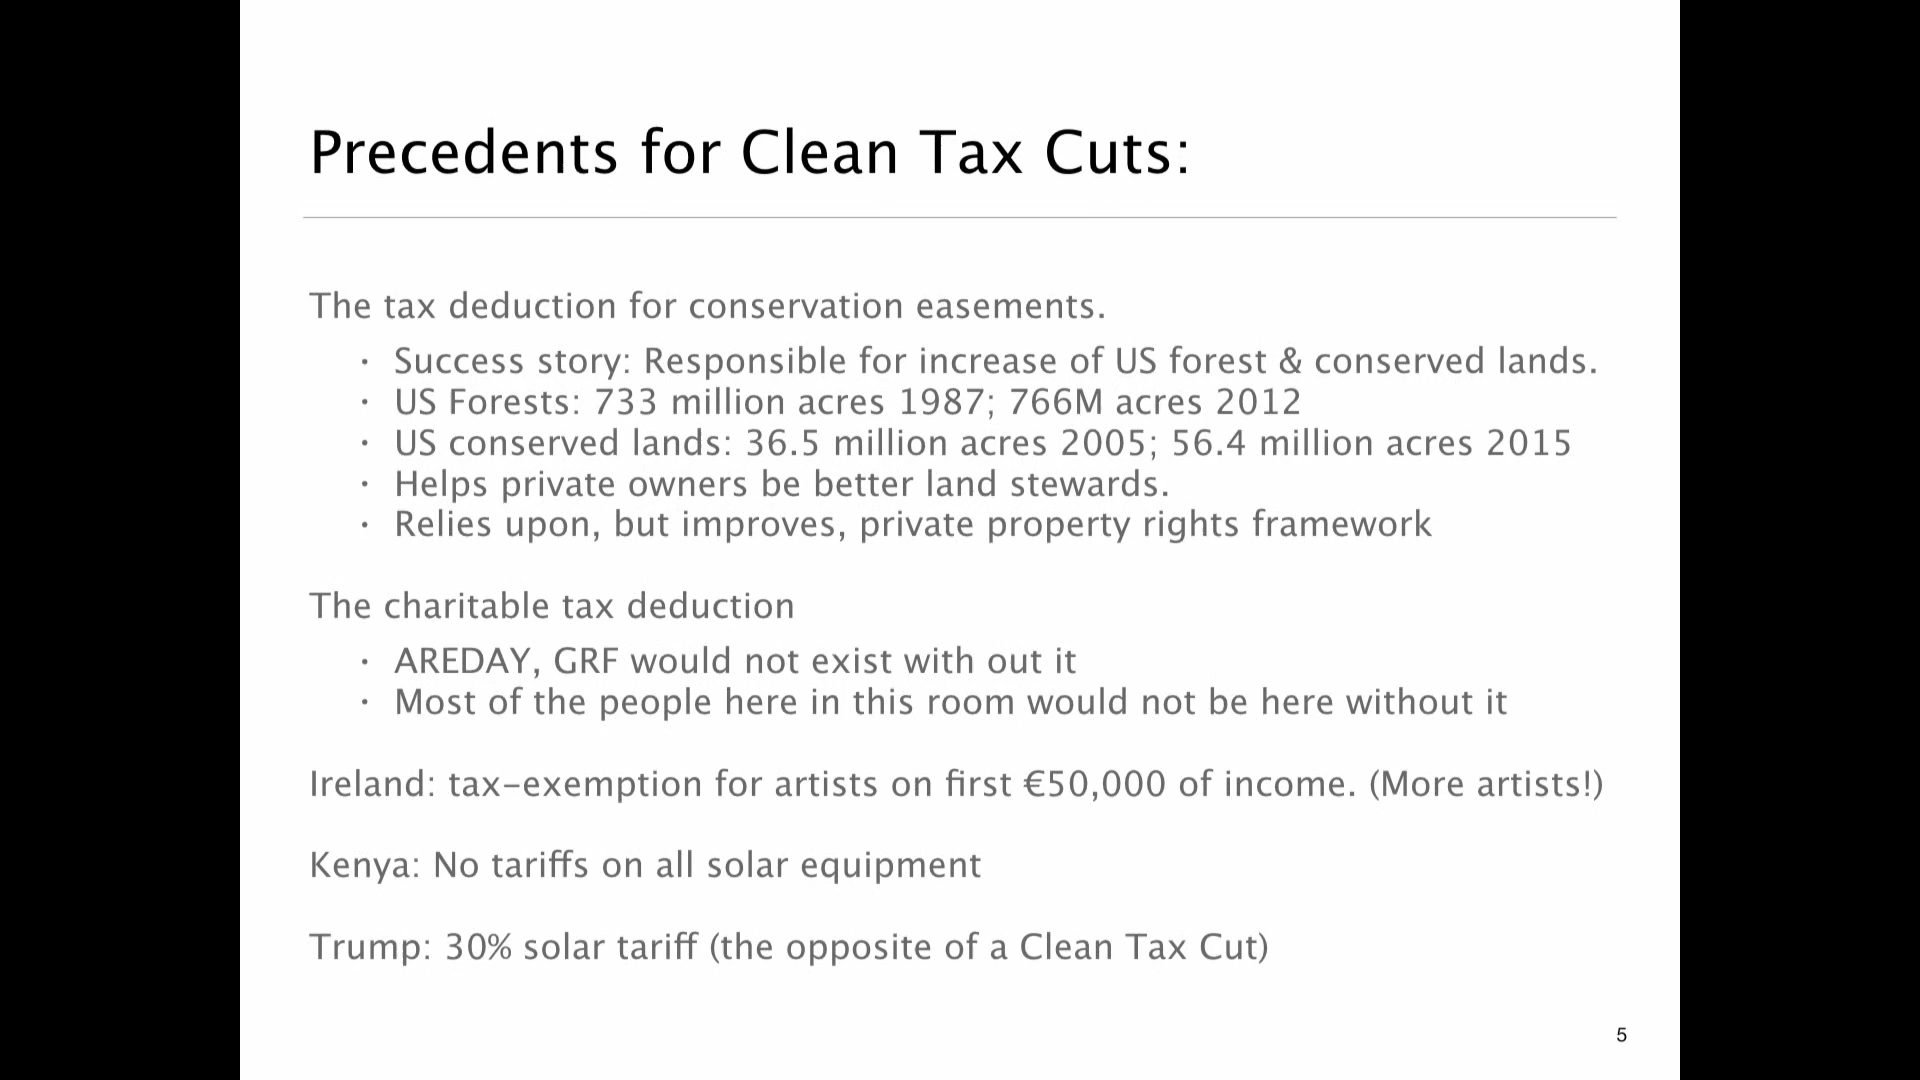 Precedents for Clean Tax Cuts:
The tax deduction for conservation easements.
· Success story: Responsible for increase of US forest & conserved lands.
· US Forests: 733 million acres 1987; 766M acres 2012
· US conserved lands: 36.5 million acres 2005; 56.4 million acres 2015
· Helps private owners be better land stewards.
· Relies upon, but improves, private property rights framework
The charitable tax deduction
· AREDAY, GRF would not exist with out it
· Most of the people here in this room would not be here without it
Ireland: tax-exemption for artists on first €50,000 of income. (More artists!)
Kenya: No tariffs on all solar equipment
Trump: 30% solar tariff (the opposite of a Clean Tax Cut)
5